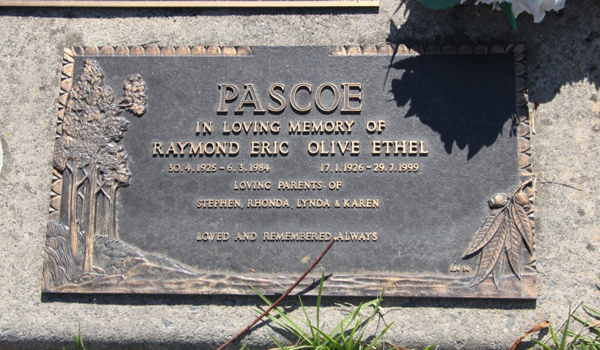 PASCOE
IN LOVING MEMORY OF
RAYMOND ERIC OLIVE ETHEL
30.4.1925 - 6.3.1984 17.1.1926 - 29.7.1999
LOVING PARENTS OF
STEPHEN, RHONDA, LYNDA & KAREN
LOVED AND REMEMBERED ALWAYS